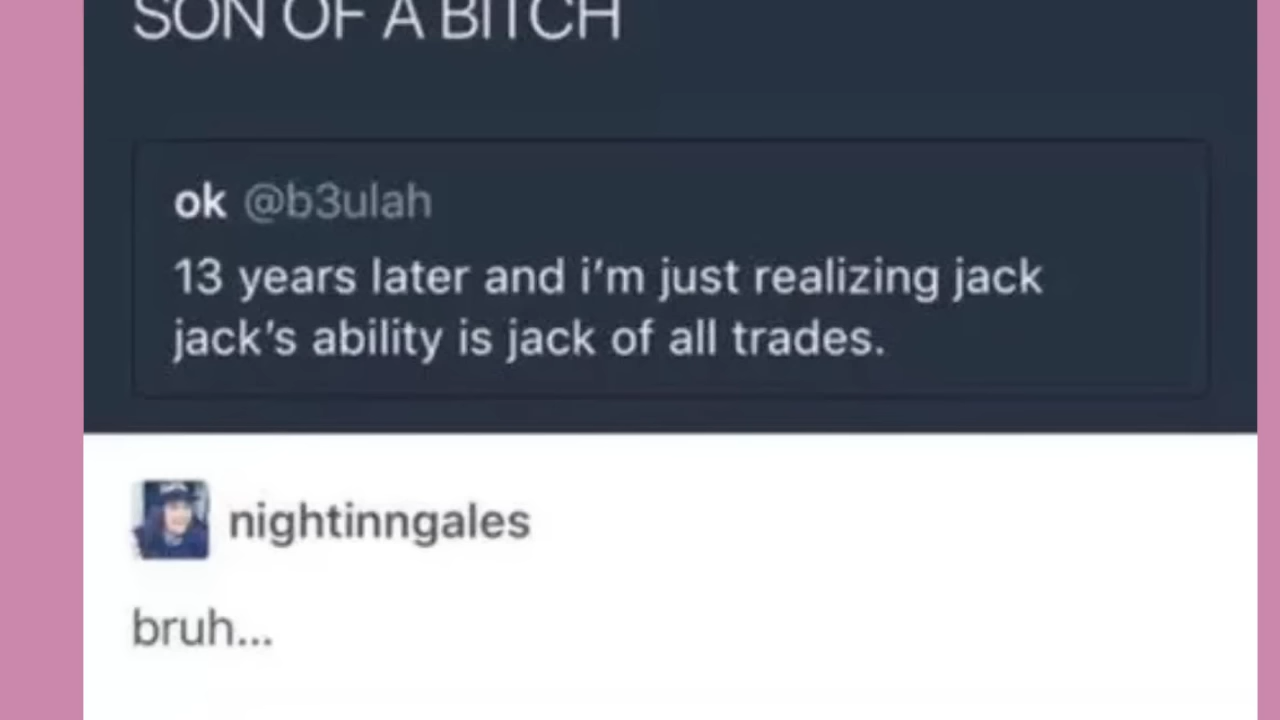 SON OF A BITCH
ok @b3ulah
13 years later and i’m just realizing jack
jack’s ability is jack of all trades.
nightinngales
bruh...